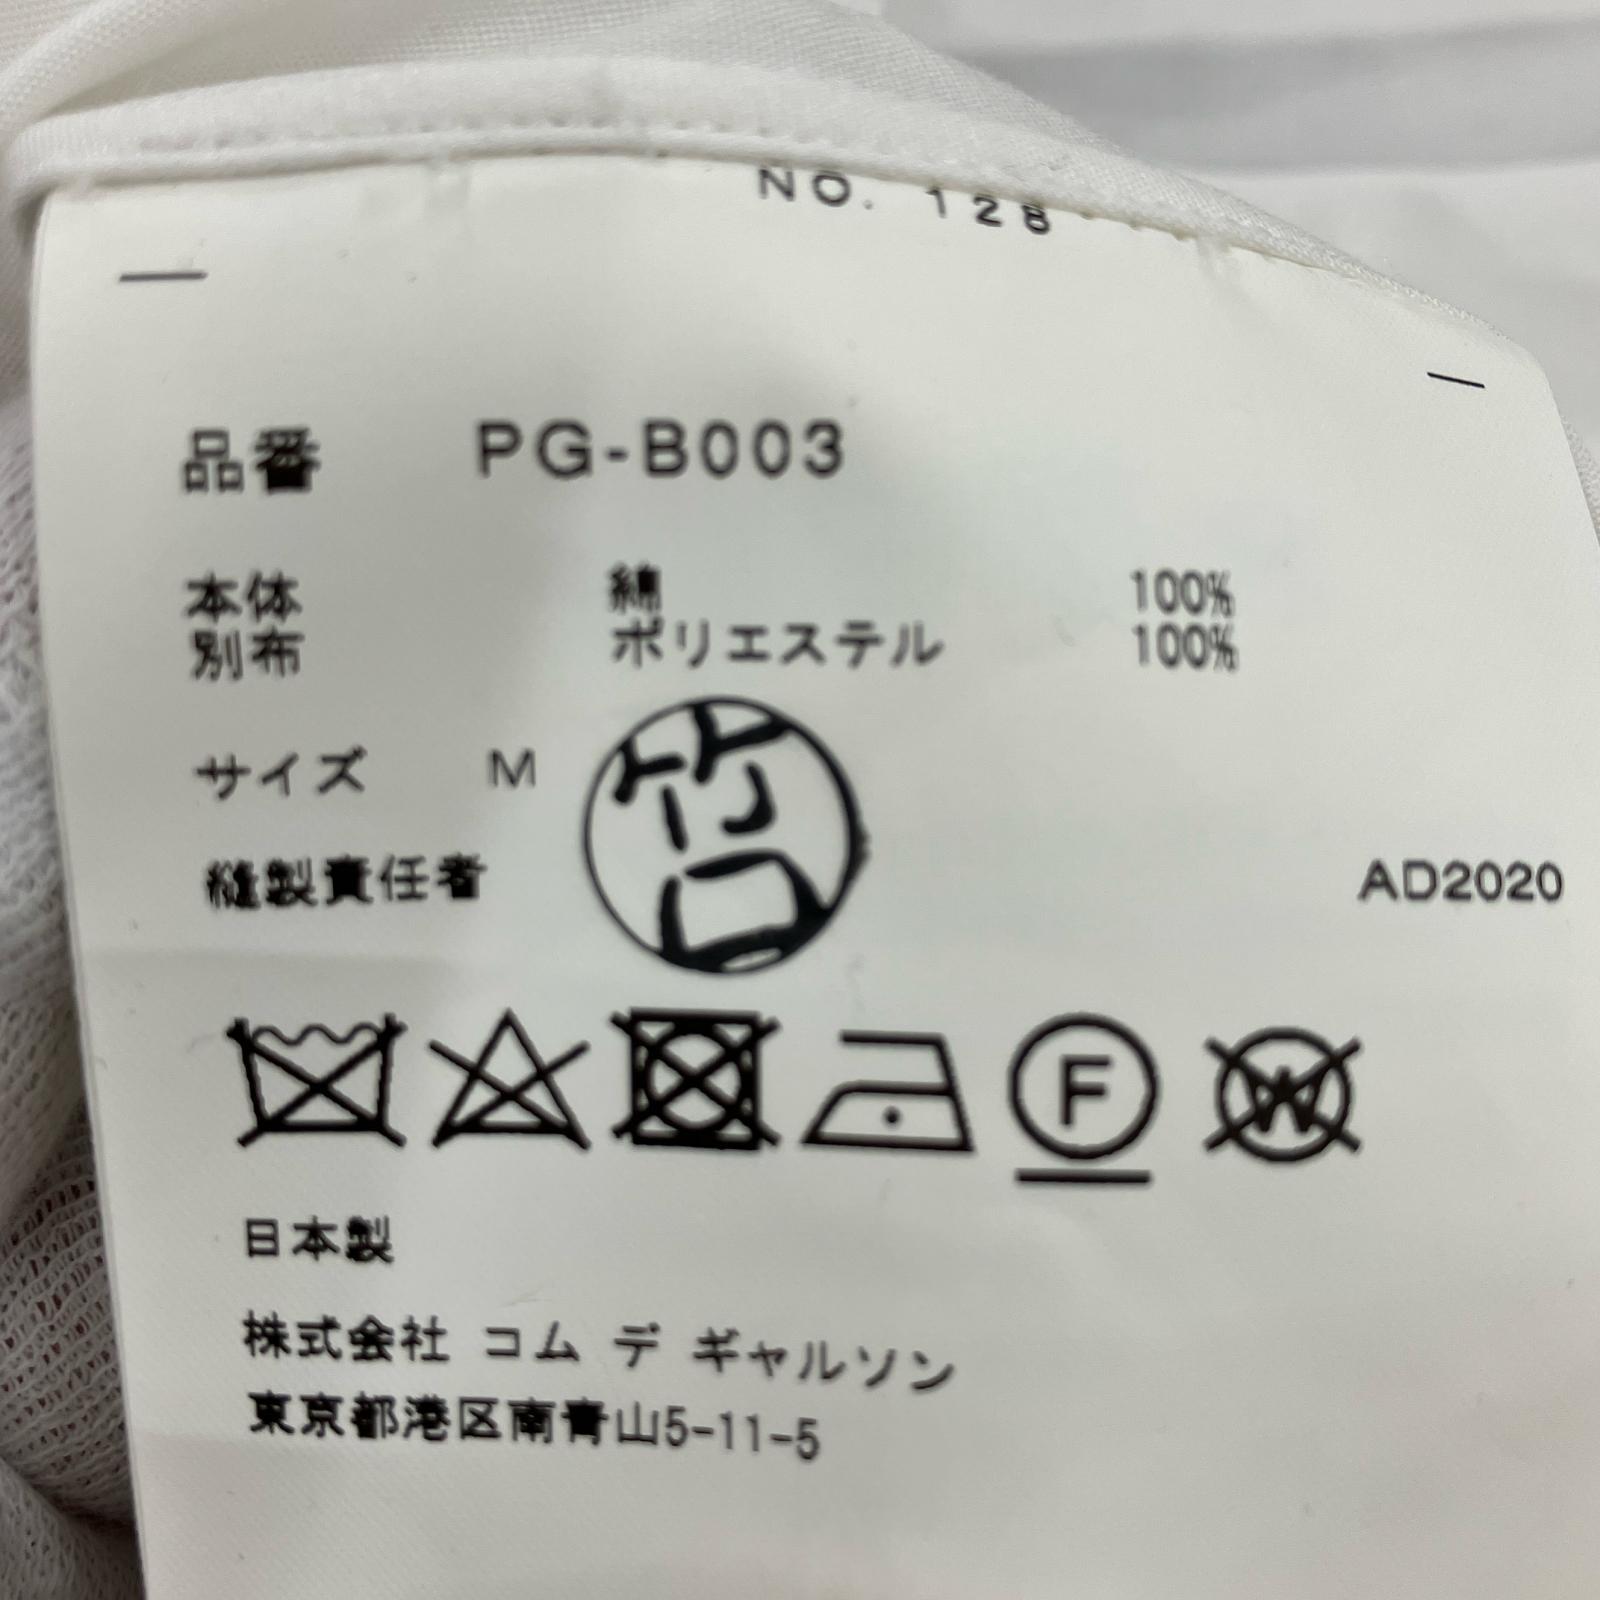 NO. 128
品番 PG-B003
本体 綿 100%
別布 ポリエステル 100%
サイズ M
竹口
縫製責任者
AD2020
F
W
日本製
株式会社 コム デ ギャルソン
東京都港区南青山5-11-5